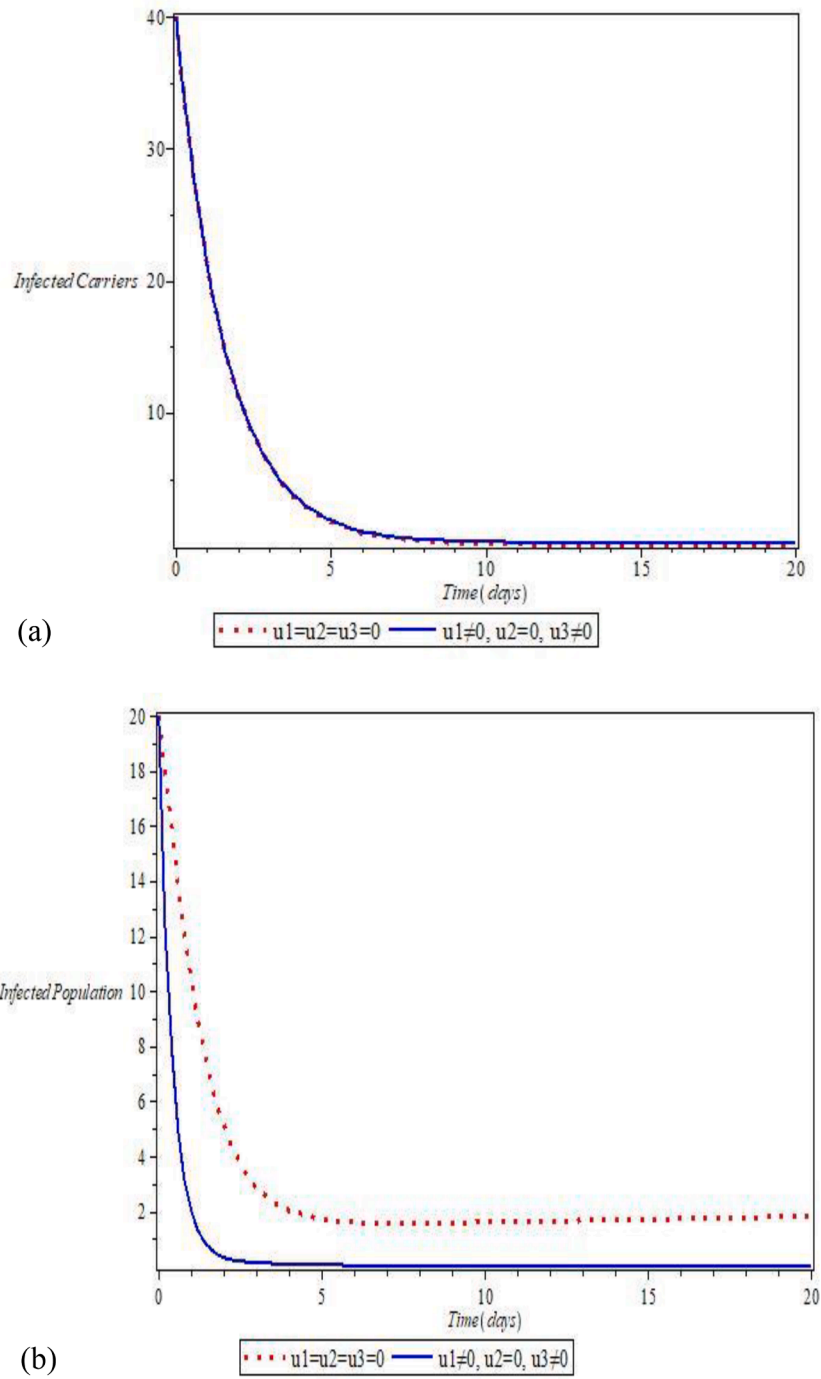 40
30
Infected Carriers 20
10
0 5 10 15 20
Time(days)
(a)
u1=u2=u3=0 u1≠0, u2=0, u3≠0
20
18
16
14
12
Infected Population 10
8
6
4
2
0 5 10 15 20
Time(days)
(b)
u1=u2=u3=0 u1≠0, u2=0, u3≠0